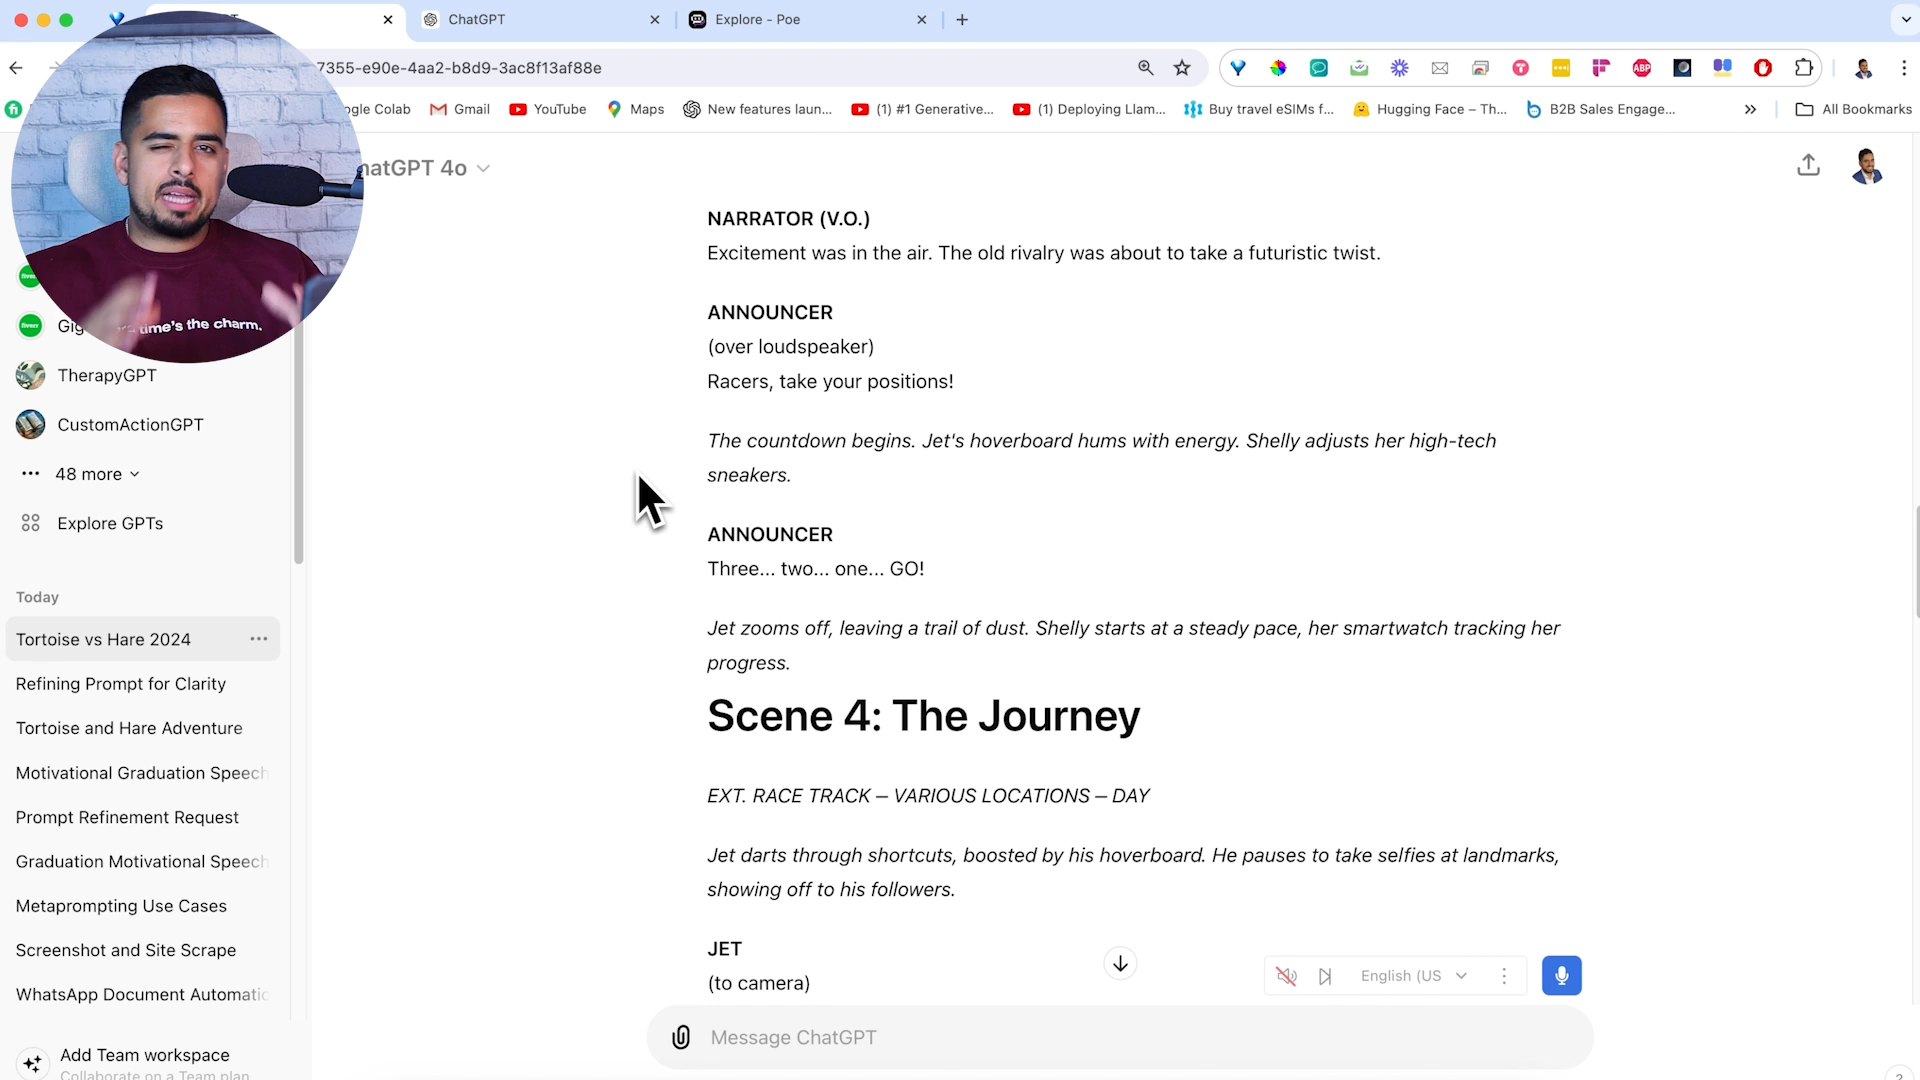 ChatGPT
Explore - Poe
7355-e90e-4aa2-b8d9-3ac8f13af88e
ogle Colab
Gmail
YouTube
Maps
New features laun...
(1) #1 Generative...
(1) Deploying Llam...
Buy travel eSIMs f...
Hugging Face – Th...
B2B Sales Engage...
All Bookmarks
hatGPT 4o
time's the charm.
TherapyGPT
CustomActionGPT
48 more
Explore GPTs
Today
Tortoise vs Hare 2024
Refining Prompt for Clarity
Tortoise and Hare Adventure
Motivational Graduation Speech
Prompt Refinement Request
Graduation Motivational Speech
Metaprompting Use Cases
Screenshot and Site Scrape
WhatsApp Document Automatic
Add Team workspace
Collaborate on a Team plan
NARRATOR (V.O.)
Excitement was in the air. The old rivalry was about to take a futuristic twist.
ANNOUNCER
(over loudspeaker)
Racers, take your positions!
The countdown begins. Jet's hoverboard hums with energy. Shelly adjusts her high-tech
sneakers.
ANNOUNCER
Three... two... one... GO!
Jet zooms off, leaving a trail of dust. Shelly starts at a steady pace, her smartwatch tracking her
progress.
Scene 4: The Journey
EXT. RACE TRACK – VARIOUS LOCATIONS – DAY
Jet darts through shortcuts, boosted by his hoverboard. He pauses to take selfies at landmarks,
showing off to his followers.
JET
(to camera)
English (US
Message ChatGPT